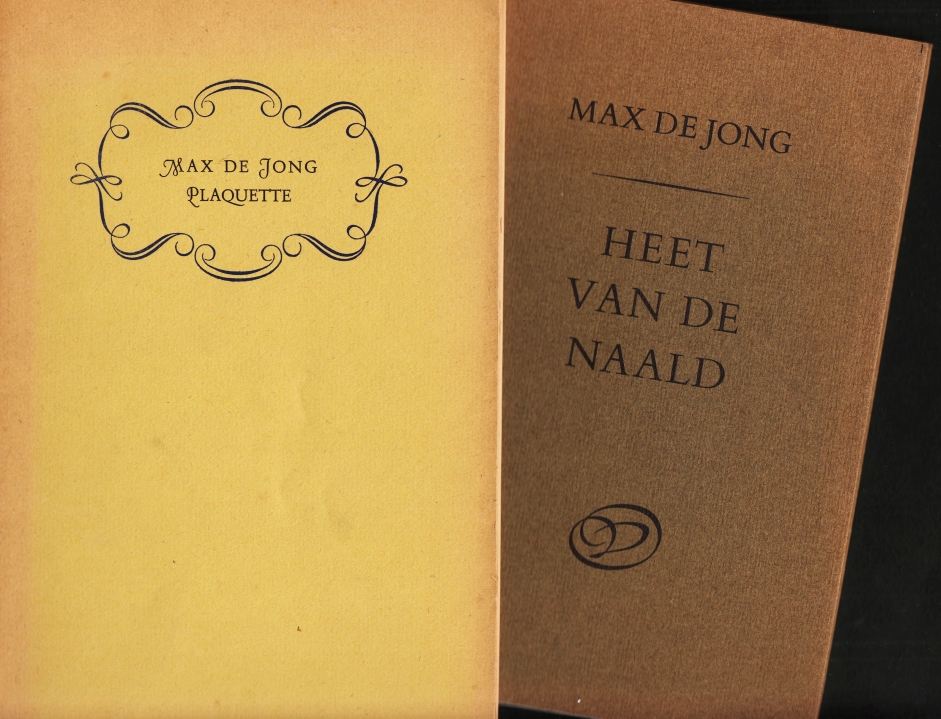 MAX DE JONG
PLAQUETTE
MAX DE JONG
HEET
VAN DE
NAALD